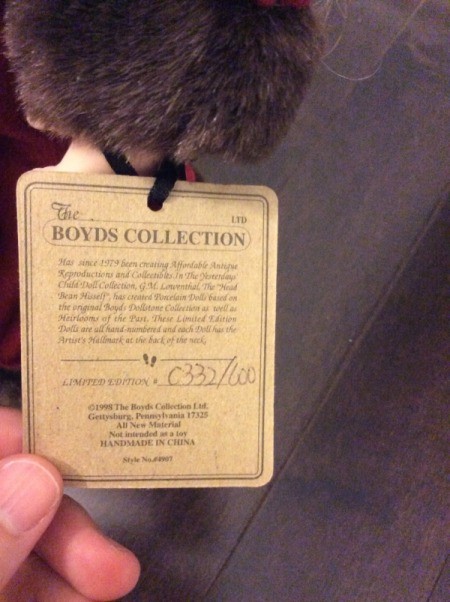 The LTD
BOYDS COLLECTION
Has since 1979 been creating Affordable Antique
Reproductions and Collectibles. In The Yesterdays'
Child Doll Collection, G.M. Lowenthal, The "Head
Bean Hisself", has created Porcelain Dolls based on
the original Boyds Dollstone Collection as well as
Heirlooms of the Past. These Limited Edition
Dolls are all hand-numbered and each Doll has the
Artist's Hallmark at the back of the neck.
LIMITED EDITION #
©1998 The Boyds Collection Ltd.
Gettysburg, Pennsylvania 17325
All New Material
Not intended as a toy
HANDMADE IN CHINA
Style No.#4907